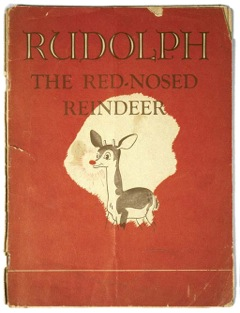 RUDOLPH
THE RED-NOSED
REINDEER